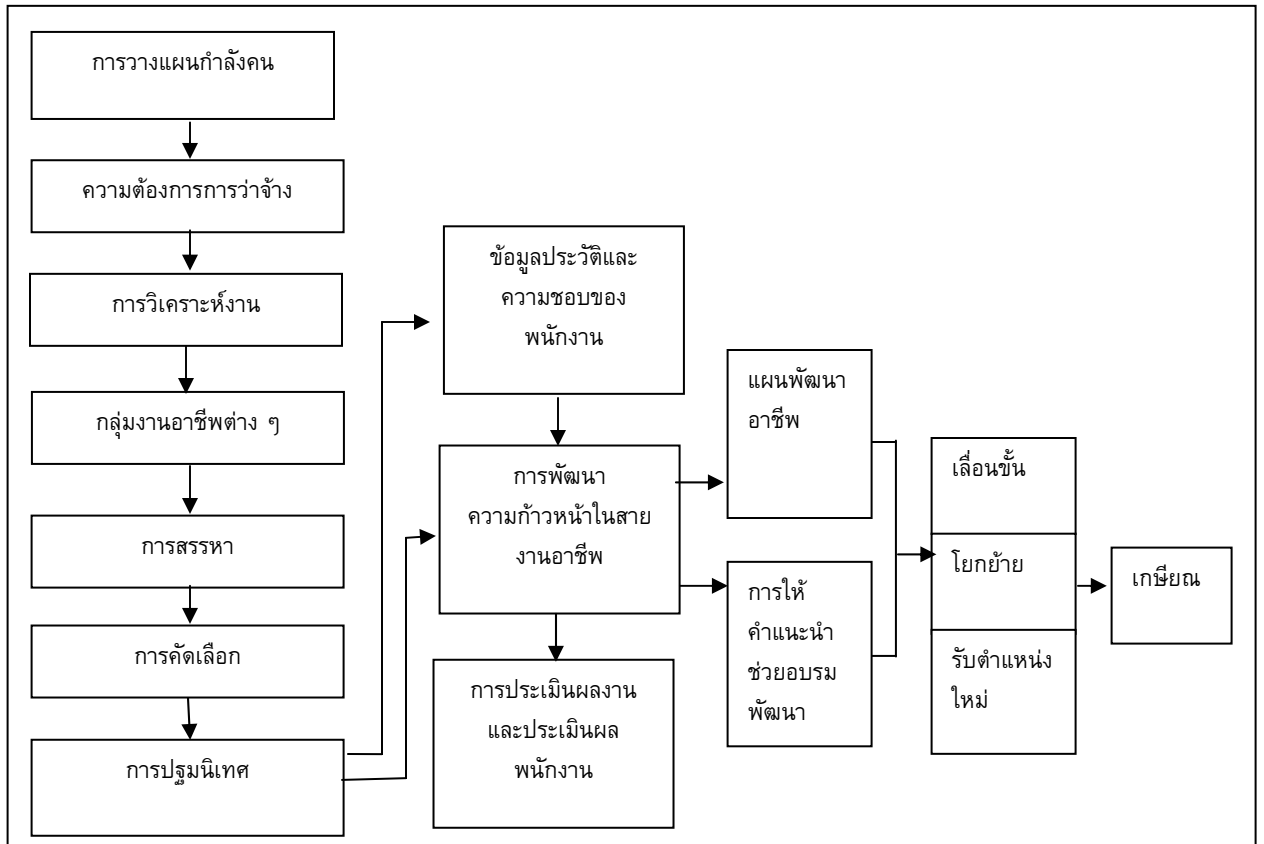 การวางแผนกำลังคน
ความต้องการการว่าจ้าง
การวิเคราะห์งาน
กลุ่มงานอาชีพต่าง ๆ
การสรรหา
การคัดเลือก
การปฐมนิเทศ
ข้อมูลประวัติและ
ความชอบของ
พนักงาน
การพัฒนา
ความก้าวหน้าในสาย
งานอาชีพ
การประเมินผลงาน
และประเมินผล
พนักงาน
แผนพัฒนา
อาชีพ
การให้
คำแนะนำ
ช่วยอบรม
พัฒนา
เลื่อนขั้น
โยกย้าย
รับตำแหน่ง
ใหม่
เกษียณ